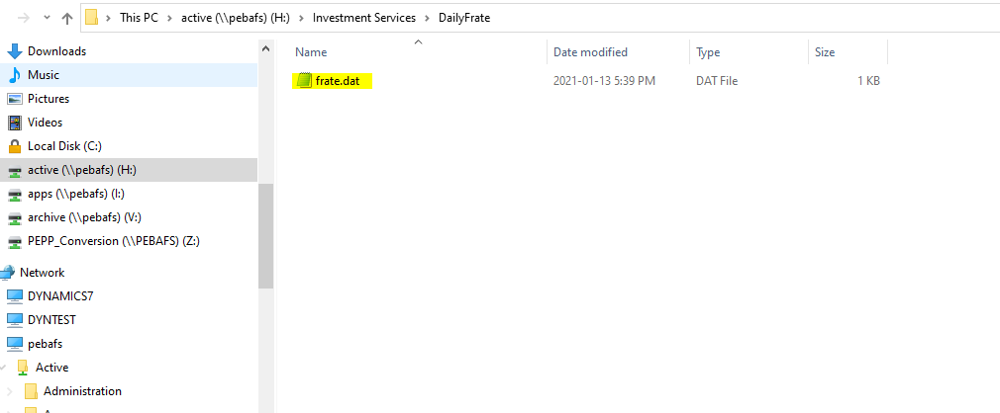 This PC > active (\\pebafs) (H:) > Investment Services > DailyFrate
Name Date modified Type Size
frate.dat 2021-01-13 5:39 PM DAT File 1 KB
Downloads
Music
Pictures
Videos
Local Disk (C:)
active (\\pebafs) (H:)
apps (\\pebafs) (I:)
archive (\\pebafs) (V:)
PEPP_Conversion (\\PEBAFS) (Z:)
Network
DYNAMICS7
DYNTEST
pebafs
Active
Administration